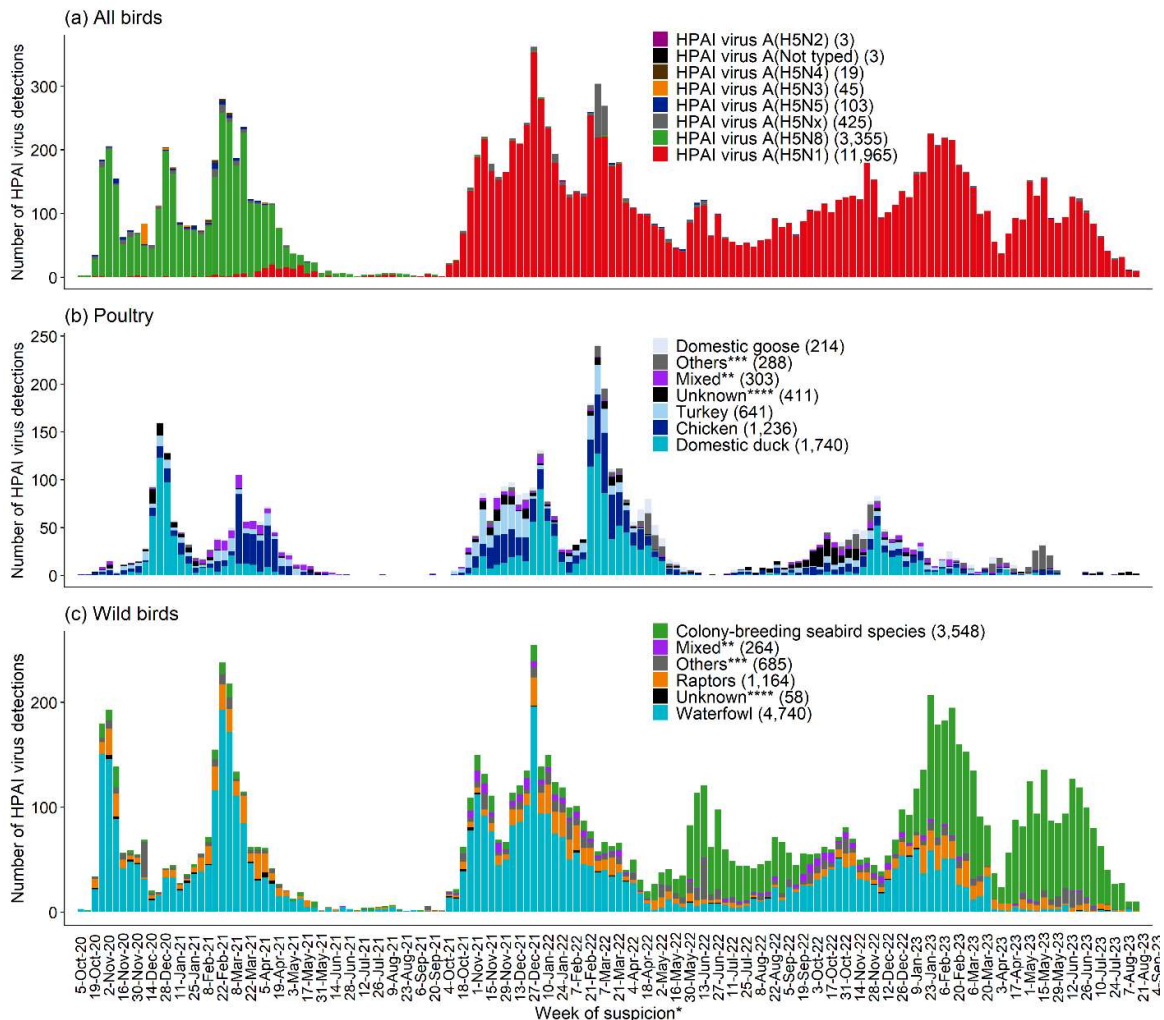 (a) All birds
Number of HPAI virus detections
300
200
100
0
HPAI virus A(H5N2) (3)
HPAI virus A(Not typed) (3)
HPAI virus A(H5N4) (19)
HPAI virus A(H5N3) (45)
HPAI virus A(H5N5) (103)
HPAI virus A(H5Nx) (425)
HPAI virus A(H5N8) (3,355)
HPAI virus A(H5N1) (11,965)
(b) Poultry
Number of HPAI virus detections
250
200
150
100
50
0
Domestic goose (214)
Others*** (288)
Mixed** (303)
Unknown**** (411)
Turkey (641)
Chicken (1,236)
Domestic duck (1,740)
(c) Wild birds
Number of HPAI virus detections
200
100
0
Colony-breeding seabird species (3,548)
Mixed** (264)
Others*** (685)
Raptors (1,164)
Unknown**** (58)
Waterfowl (4,740)
5-Oct-20
19-Oct-20
2-Nov-20
16-Nov-20
30-Nov-20
14-Dec-20
28-Dec-20
11-Jan-21
25-Jan-21
8-Feb-21
22-Feb-21
8-Mar-21
22-Mar-21
5-Apr-21
19-Apr-21
3-May-21
17-May-21
31-May-21
14-Jun-21
28-Jun-21
12-Jul-21
26-Jul-21
9-Aug-21
23-Aug-21
6-Sep-21
20-Sep-21
4-Oct-21
18-Oct-21
1-Nov-21
15-Nov-21
29-Nov-21
13-Dec-21
27-Dec-21
10-Jan-22
24-Jan-22
7-Feb-22
21-Feb-22
7-Mar-22
21-Mar-22
4-Apr-22
18-Apr-22
2-May-22
16-May-22
30-May-22
13-Jun-22
27-Jun-22
11-Jul-22
25-Jul-22
8-Aug-22
22-Aug-22
5-Sep-22
19-Sep-22
3-Oct-22
17-Oct-22
31-Oct-22
14-Nov-22
28-Nov-22
12-Dec-22
26-Dec-22
9-Jan-23
23-Jan-23
6-Feb-23
20-Feb-23
6-Mar-23
20-Mar-23
3-Apr-23
17-Apr-23
1-May-23
15-May-23
29-May-23
12-Jun-23
26-Jun-23
10-Jul-23
24-Jul-23
7-Aug-23
21-Aug-23
4-Sep-23
Week of suspicion*